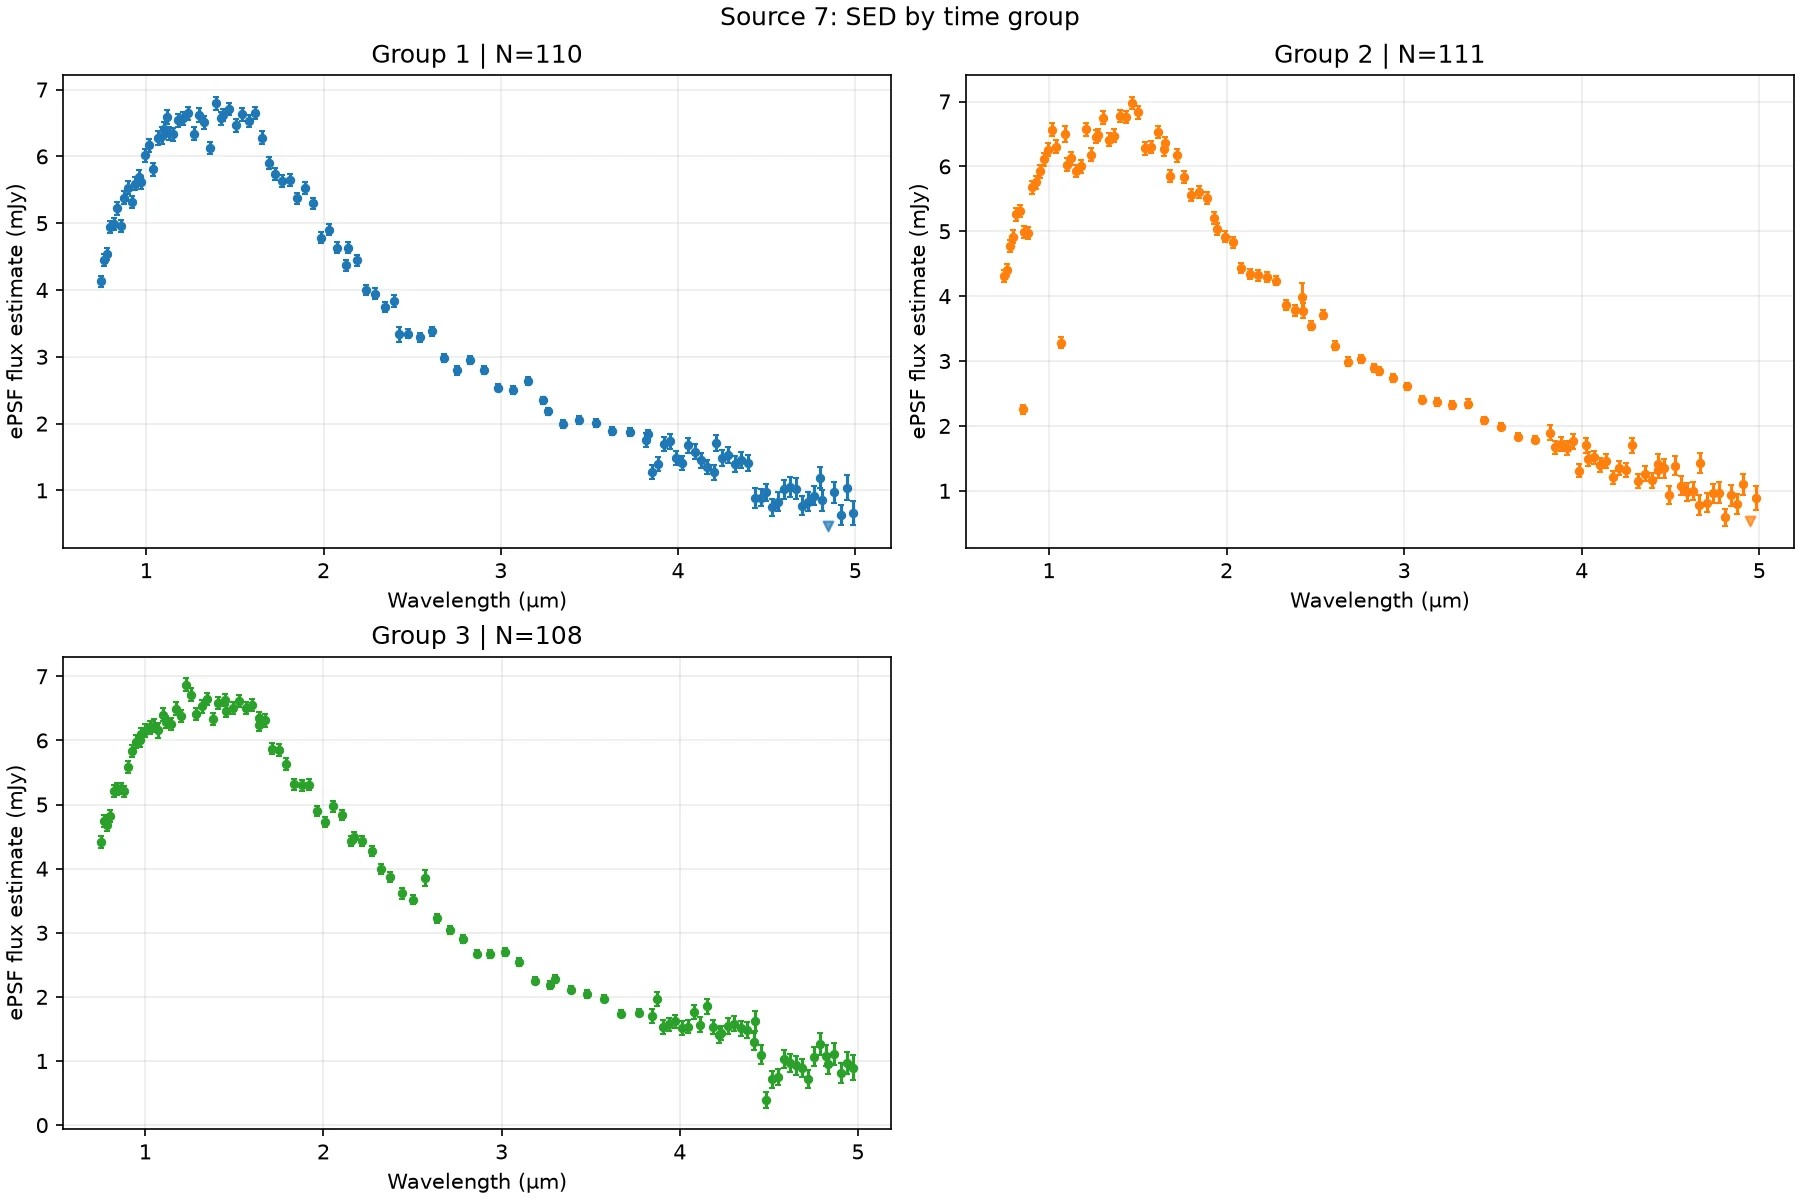 Source 7: SED by time group
Group 1 | N=110
ePSF flux estimate (mJy)
7
6
5
4
3
2
1
1 2 3 4 5
Wavelength (µm)
Group 2 | N=111
ePSF flux estimate (mJy)
7
6
5
4
3
2
1
1 2 3 4 5
Wavelength (µm)
Group 3 | N=108
ePSF flux estimate (mJy)
7
6
5
4
3
2
1
0
1 2 3 4 5
Wavelength (µm)